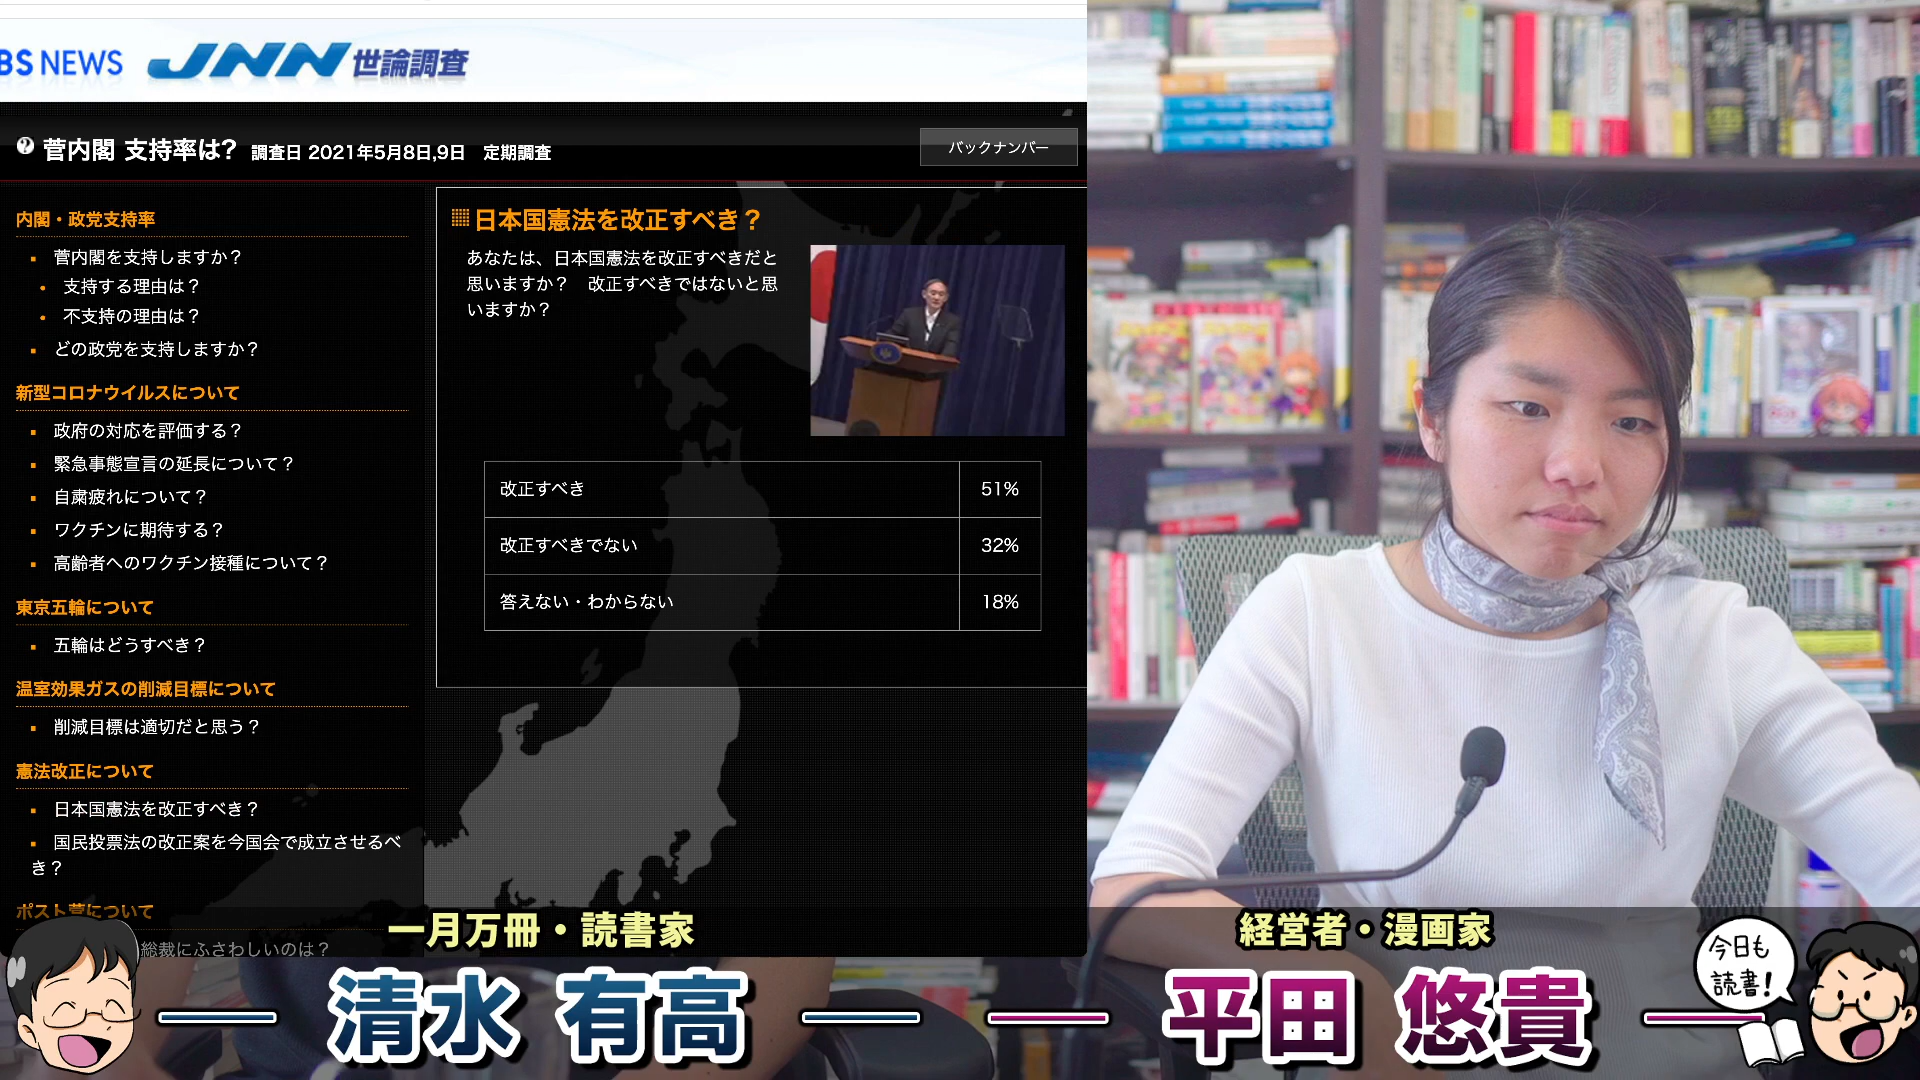 BS NEWS JNN世論調査
菅内閣 支持率は? 調査日 2021年5月8日,9日 定期調査
バックナンバー
内閣・政党支持率
菅内閣を支持しますか？
支持する理由は？
不支持の理由は？
どの政党を支持しますか？
新型コロナウイルスについて
政府の対応を評価する？
緊急事態宣言の延長について？
自粛疲れについて？
ワクチンに期待する？
高齢者へのワクチン接種について？
東京五輪について
五輪はどうすべき？
温室効果ガスの削減目標について
削減目標は適切だと思う？
憲法改正について
日本国憲法を改正すべき？
国民投票法の改正案を今国会で成立させるべ
き？
ポスト菅について
総裁にふさわしいのは？
日本国憲法を改正すべき？
あなたは、日本国憲法を改正すべきだと
思いますか？　改正すべきではないと思
いますか？
改正すべき 51%
改正すべきでない 32%
答えない・わからない 18%
一月万冊・読書家
清水 有高
経営者・漫画家
平田 悠貴
今日も
読書!